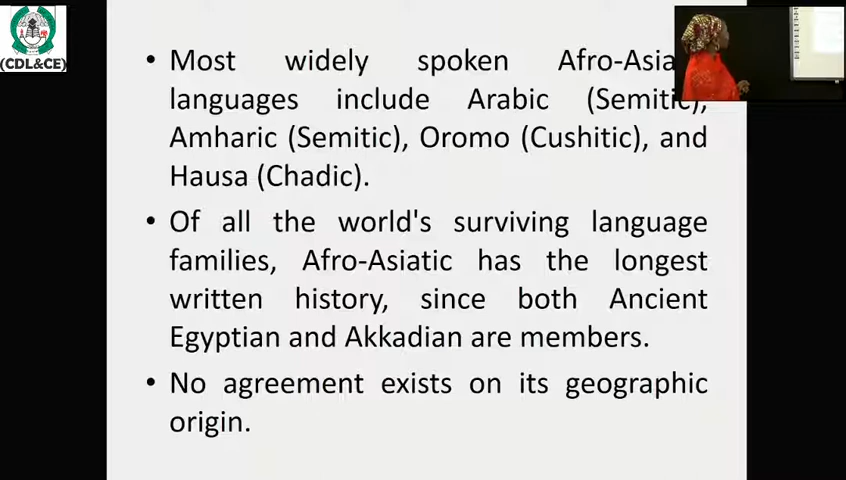 (CDL&CE)
• Most widely spoken Afro-Asia
languages include Arabic (Semitic),
Amharic (Semitic), Oromo (Cushitic), and
Hausa (Chadic).
• Of all the world's surviving language
families, Afro-Asiatic has the longest
written history, since both Ancient
Egyptian and Akkadian are members.
• No agreement exists on its geographic
origin.